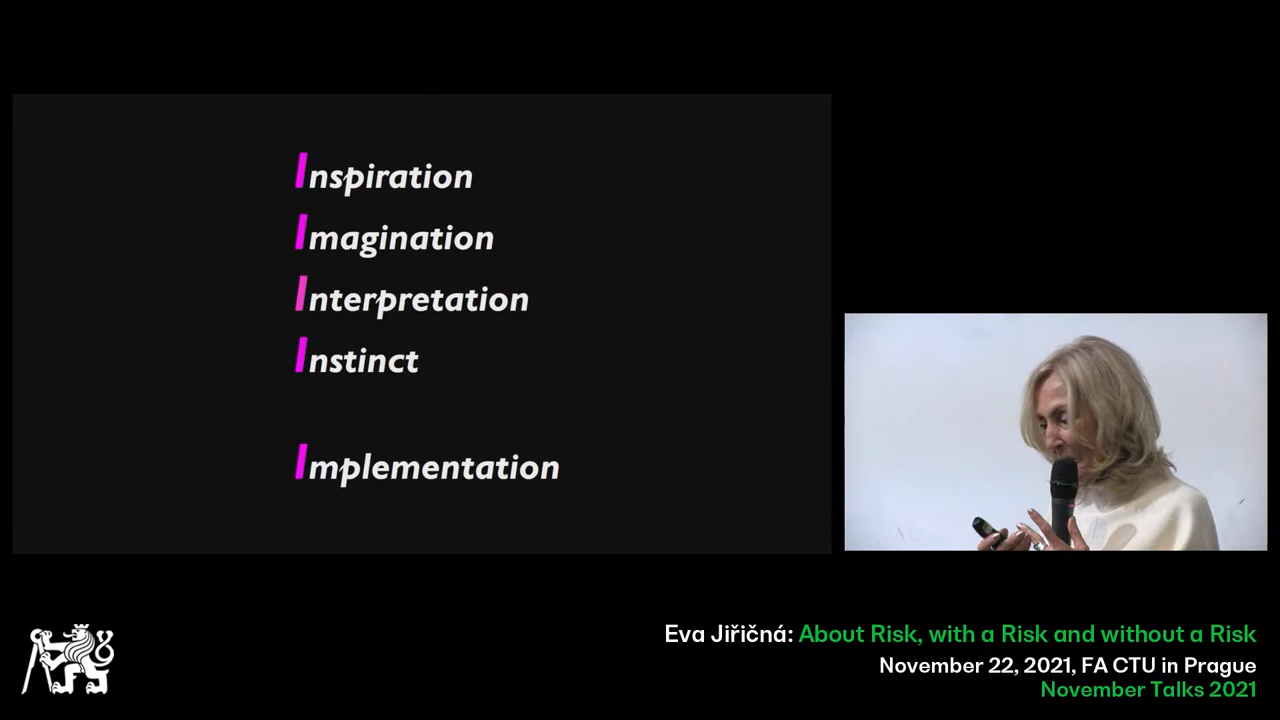 Inspiration
Imagination
Interpretation
Instinct
Implementation
Eva Jiřičná: About Risk, with a Risk and without a Risk
November 22, 2021, FA CTU in Prague
November Talks 2021